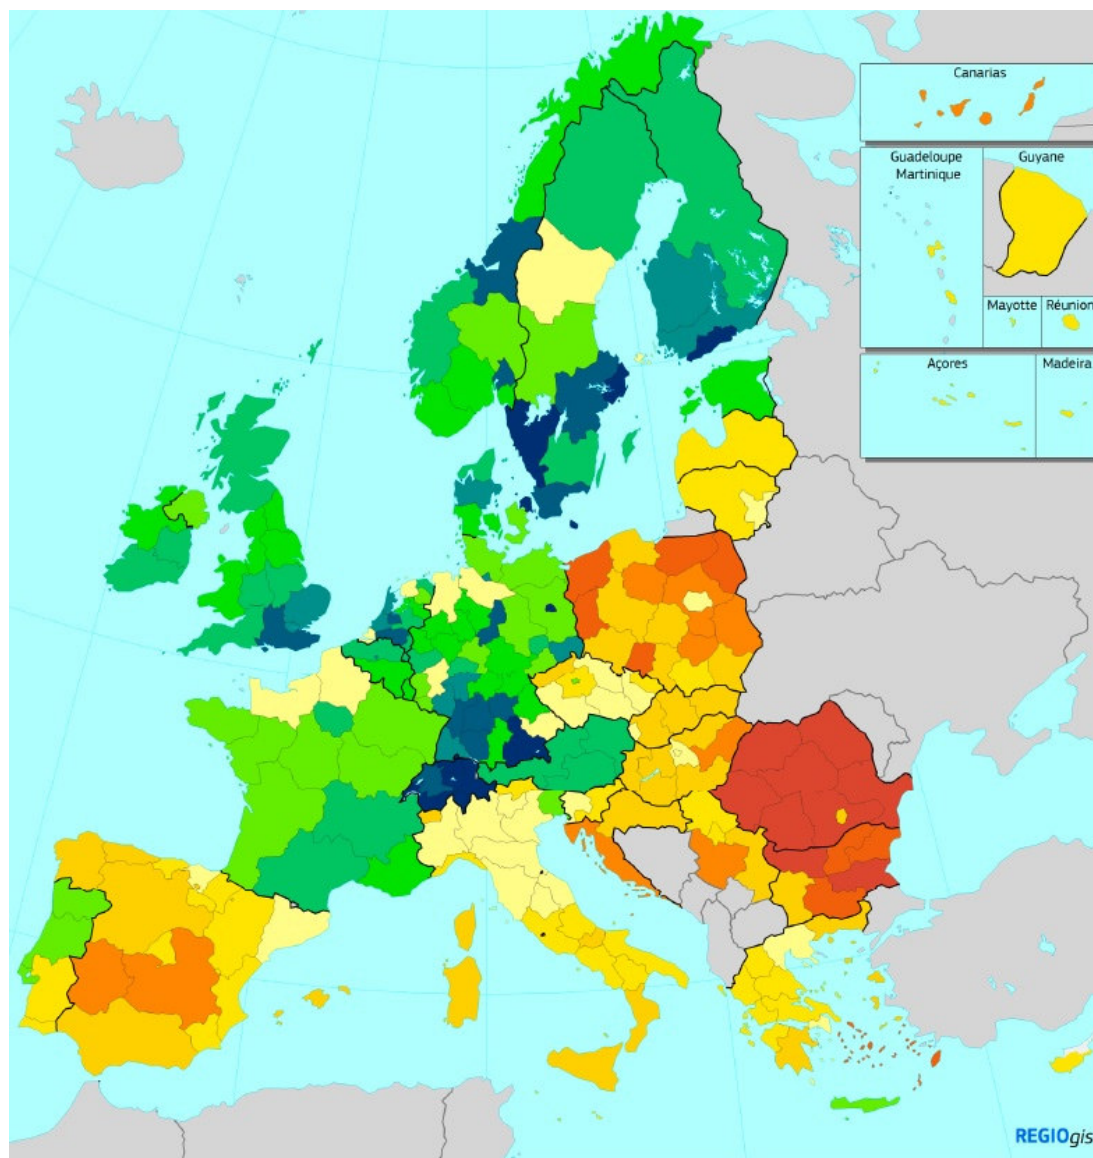 Canarias
Guadeloupe
Martinique
Guyane
Mayotte
Réunion
Açores
Madeira
REGIOgis